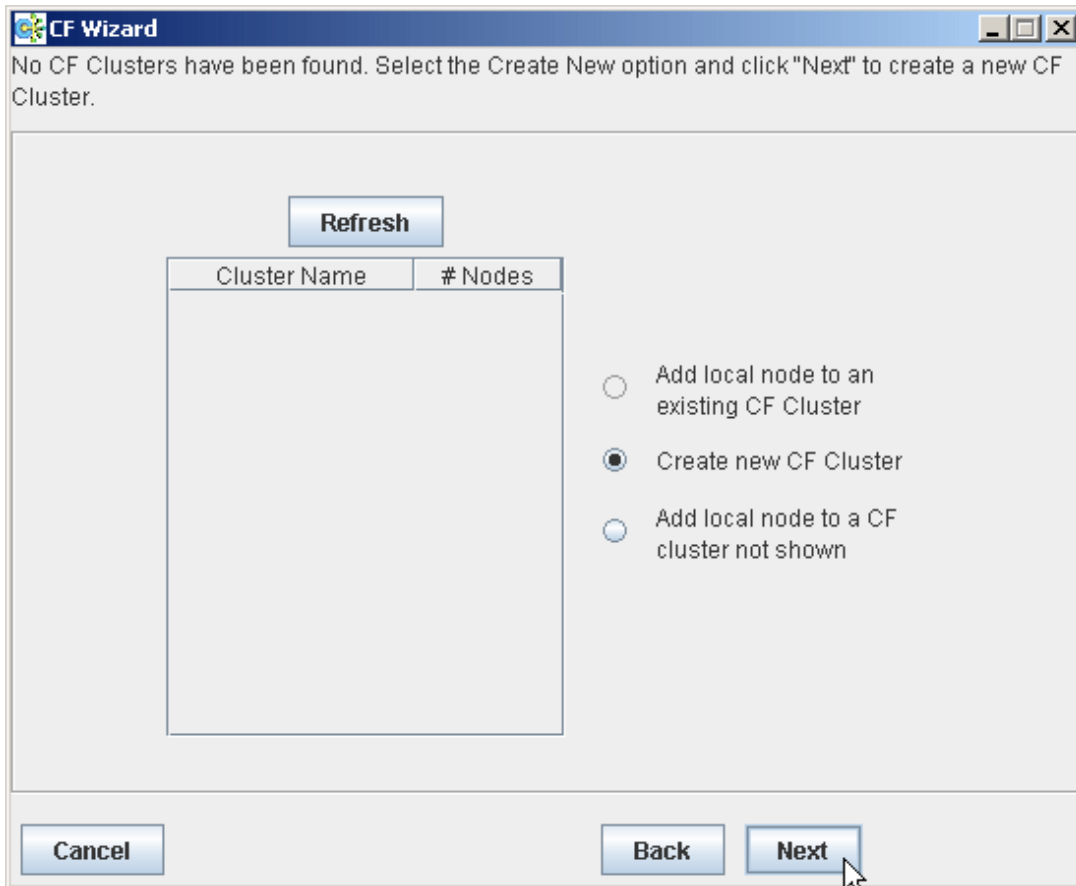 CF Wizard
No CF Clusters have been found. Select the Create New option and click "Next" to create a new CF
Cluster.
Refresh
Cluster Name # Nodes
Add local node to an
existing CF Cluster
Create new CF Cluster
Add local node to a CF
cluster not shown
Cancel Back Next